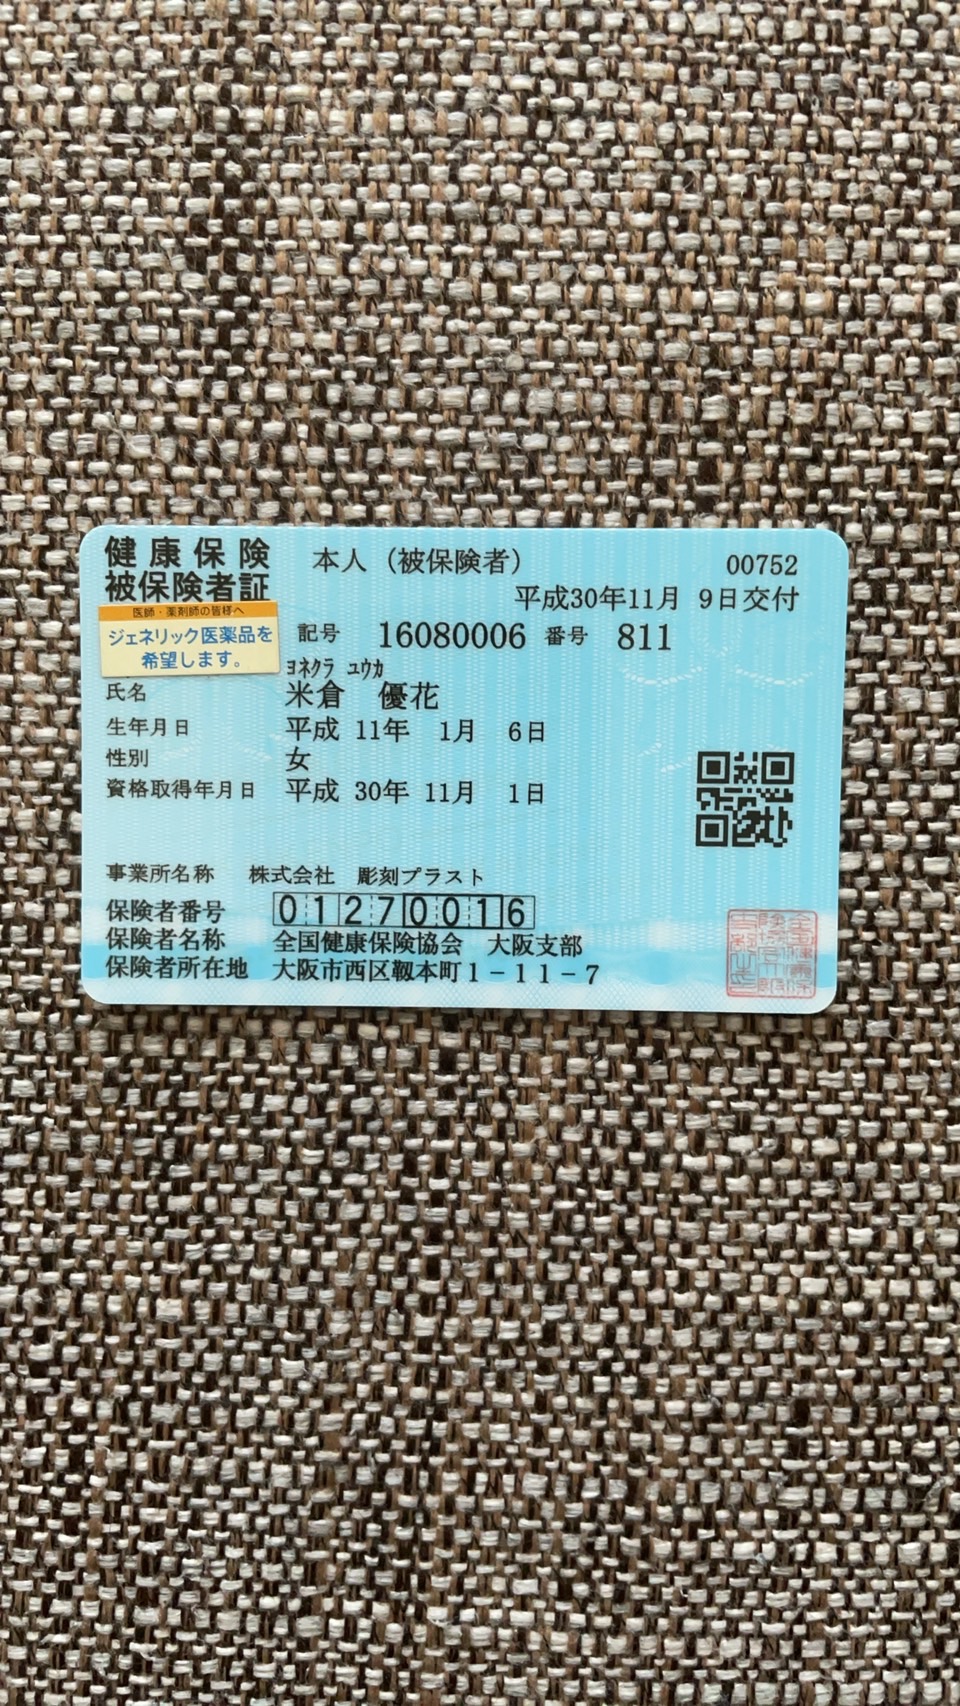 健康保険 本人（被保険者） 00752
被保険者証 平成30年11月 9日交付
医師・薬剤師の皆様へ
ジェネリック医薬品を
希望します。
記号 16080006 番号 811
ﾖﾈｸﾗ ﾕｳｶ
氏名 米倉 優花
生年月日 平成 11年 1月 6日
性別 女
資格取得年月日 平成 30年 11月 1日
事業所名称 株式会社 彫刻プラスト
保険者番号 01270016
保険者名称 全国健康保険協会 大阪支部
保険者所在地 大阪市西区靱本町1-11-7